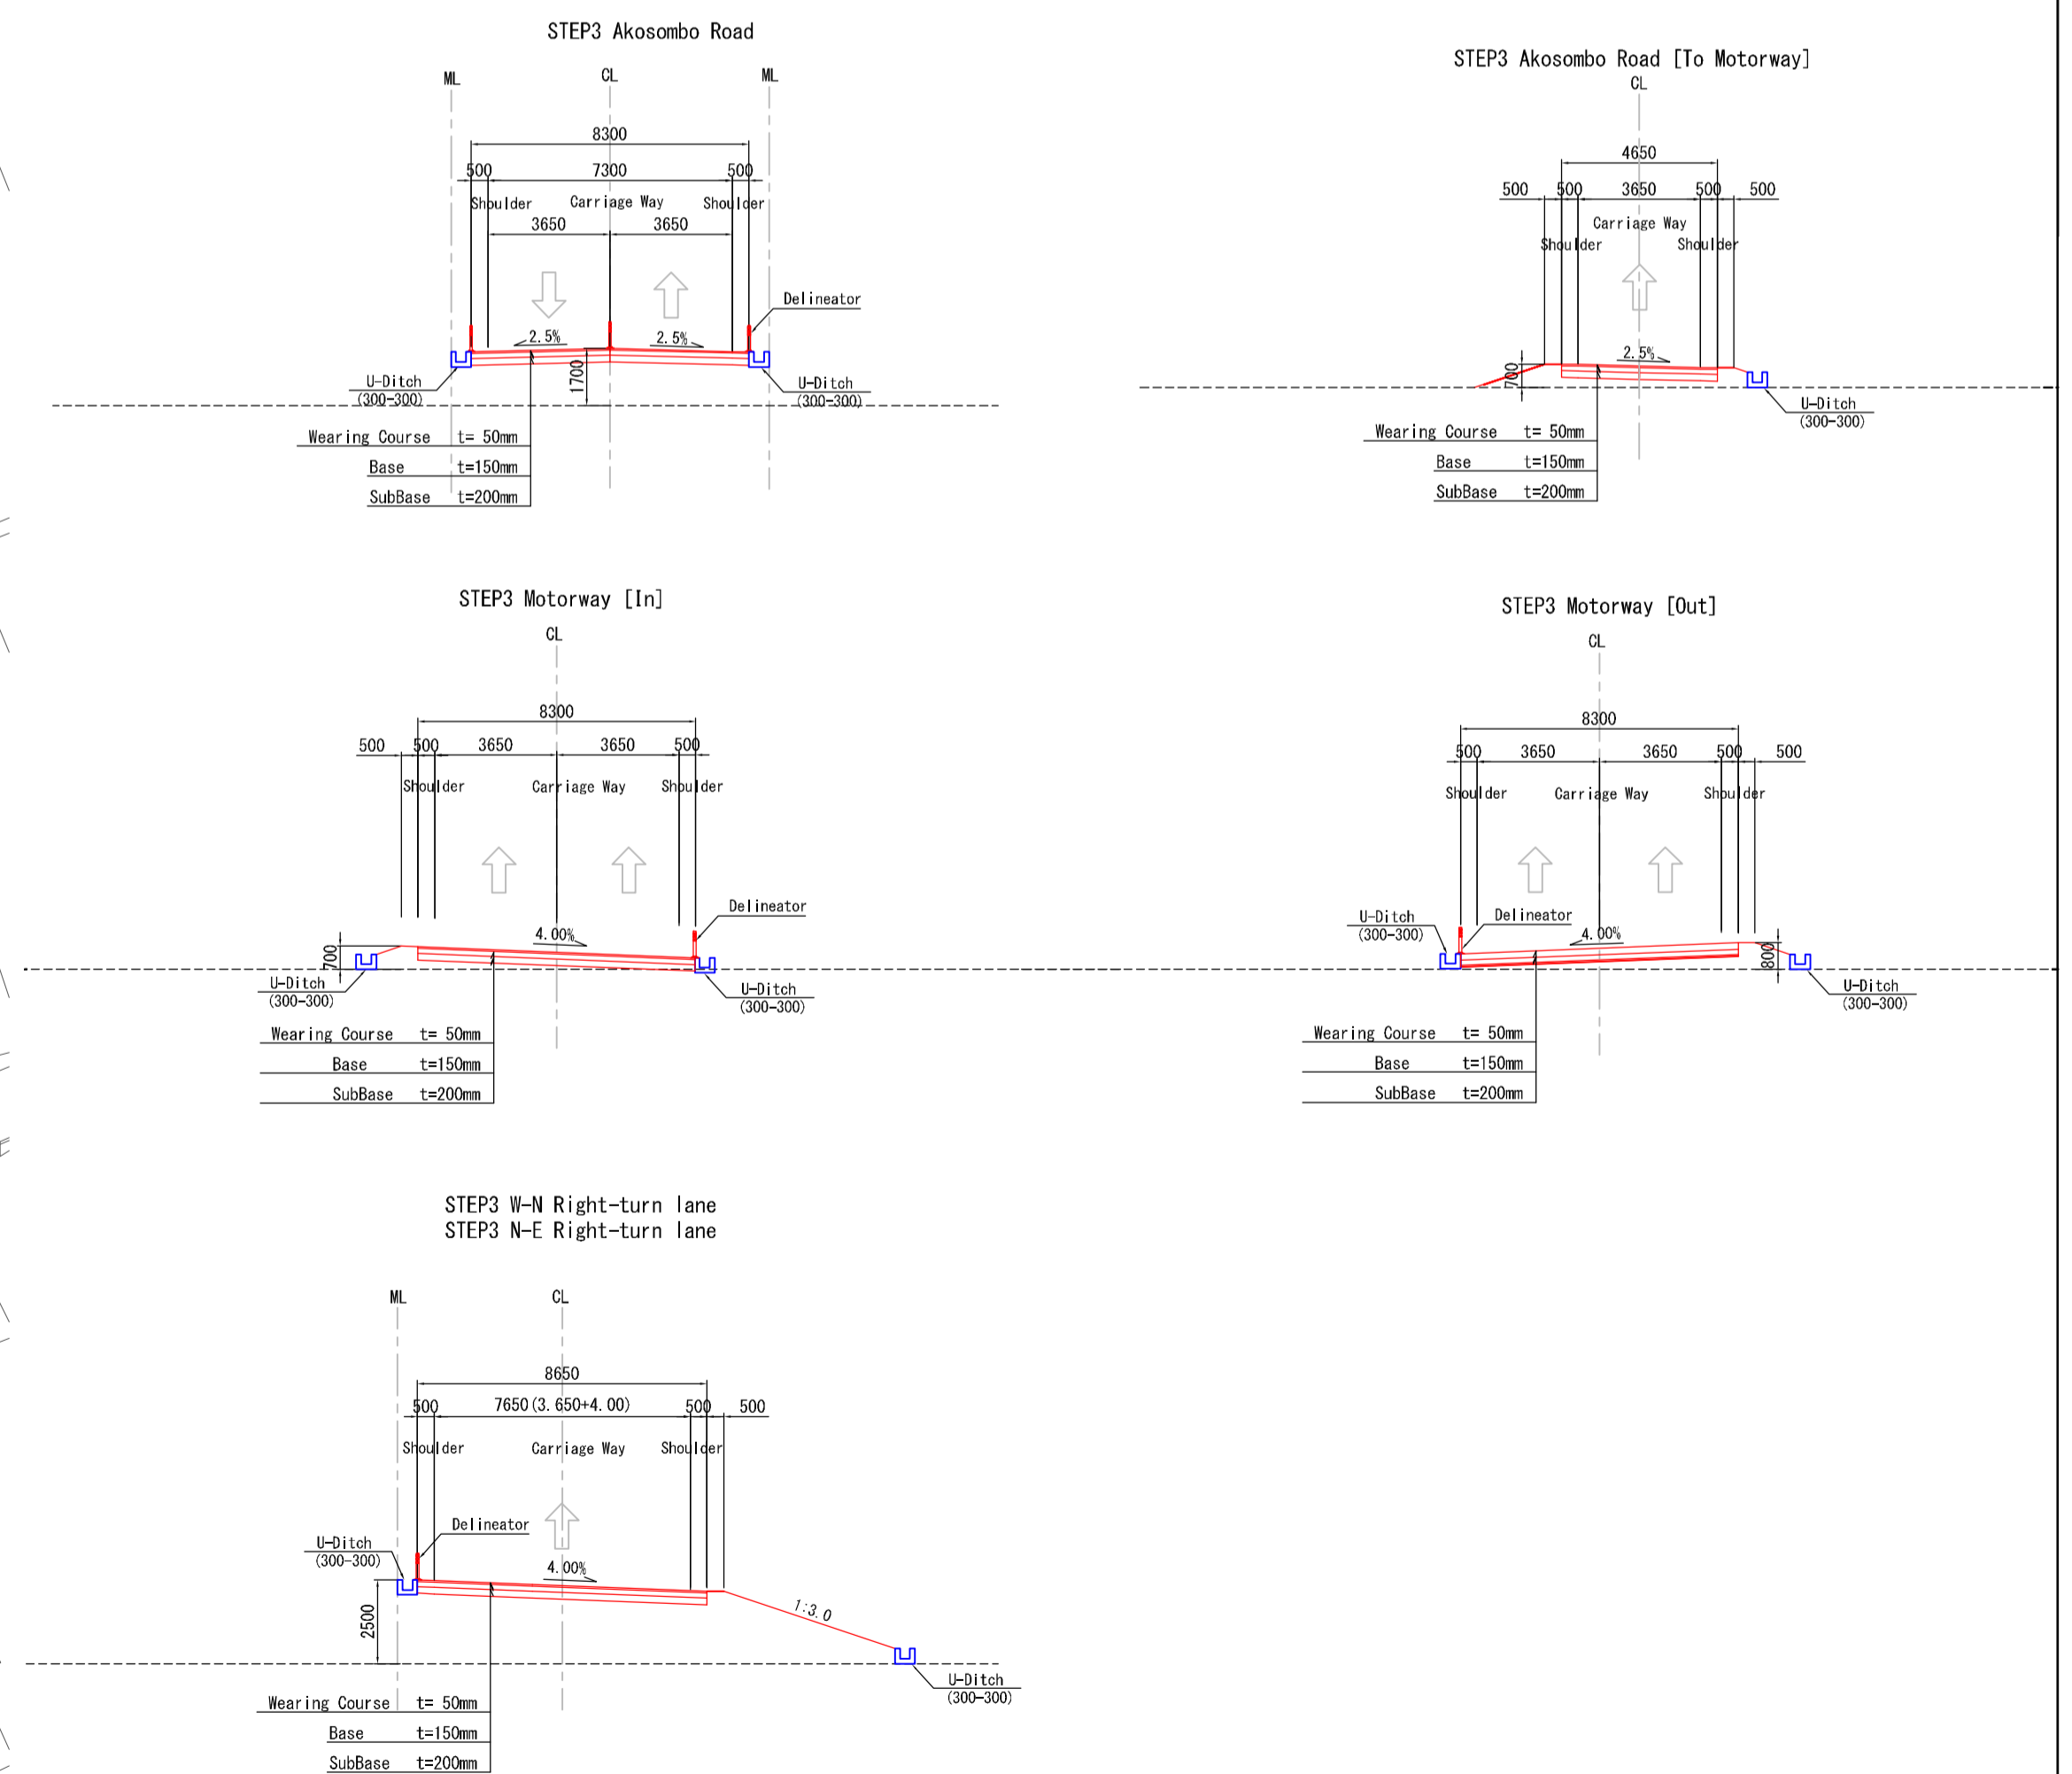 STEP3 Akosombo Road
ML
CL
ML
8300
500
7300
500
Shoulder
Carriage Way
Shoulder
3650
3650
Delineator
2.5%
2.5%
1700
U-Ditch
(300-300)
U-Ditch
(300-300)
Wearing Course t= 50mm
Base t=150mm
SubBase t=200mm
STEP3 Akosombo Road [To Motorway]
CL
4650
500
500
3650
500
500
Carriage Way
Shoulder
Shoulder
2.5%
700
U-Ditch
(300-300)
Wearing Course t= 50mm
Base t=150mm
SubBase t=200mm
STEP3 Motorway [In]
CL
8300
500
500
3650
3650
500
Shoulder
Carriage Way
Shoulder
Delineator
4.00%
700
U-Ditch
(300-300)
U-Ditch
(300-300)
Wearing Course t= 50mm
Base t=150mm
SubBase t=200mm
STEP3 Motorway [Out]
CL
8300
500
3650
3650
500
500
Shoulder
Carriage Way
Shoulder
U-Ditch
(300-300)
Delineator
4.00%
800
U-Ditch
(300-300)
Wearing Course t= 50mm
Base t=150mm
SubBase t=200mm
STEP3 W-N Right-turn lane
STEP3 N-E Right-turn lane
ML
CL
8650
500
7650(3.650+4.00)
500
500
Shoulder
Carriage Way
Shoulder
Delineator
U-Ditch
(300-300)
4.00%
2500
1:3.0
U-Ditch
(300-300)
Wearing Course t= 50mm
Base t=150mm
SubBase t=200mm